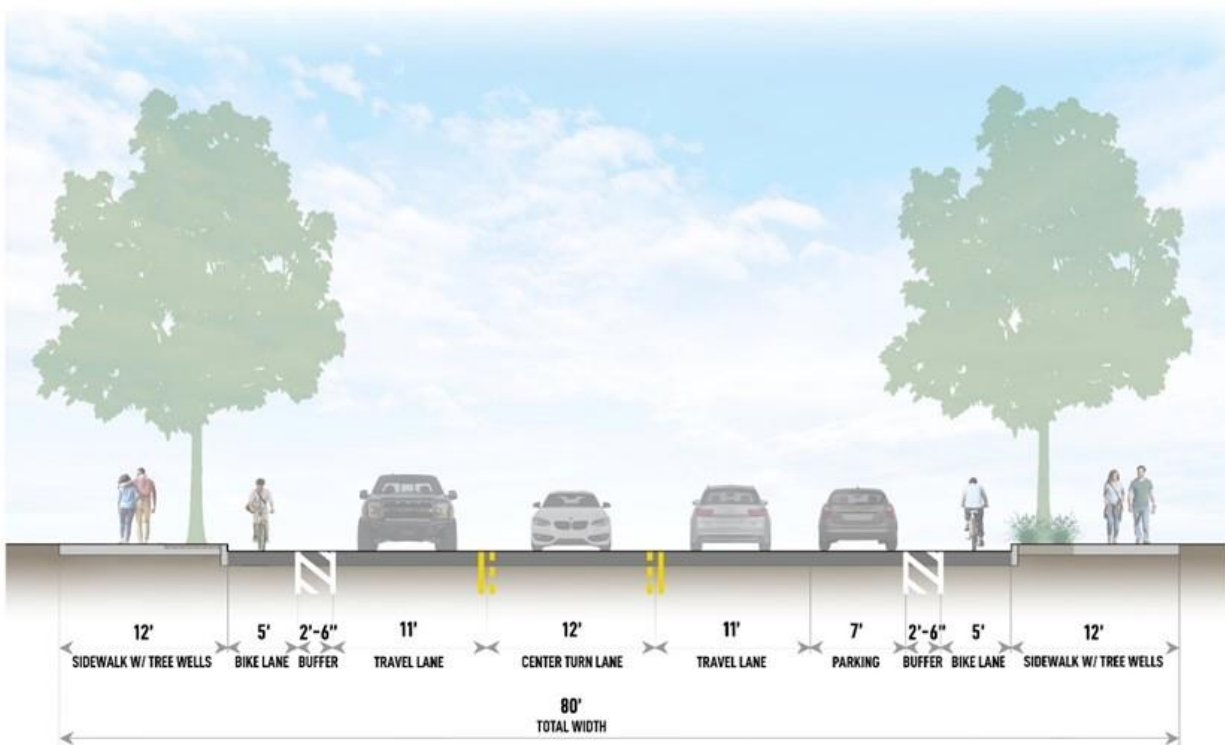 12'
SIDEWALK W/ TREE WELLS
5'
BIKE LANE
2'-6"
BUFFER
11'
TRAVEL LANE
12'
CENTER TURN LANE
11'
TRAVEL LANE
7'
PARKING
2'-6"
BUFFER
5'
BIKE LANE
12'
SIDEWALK W/ TREE WELLS
80'
TOTAL WIDTH